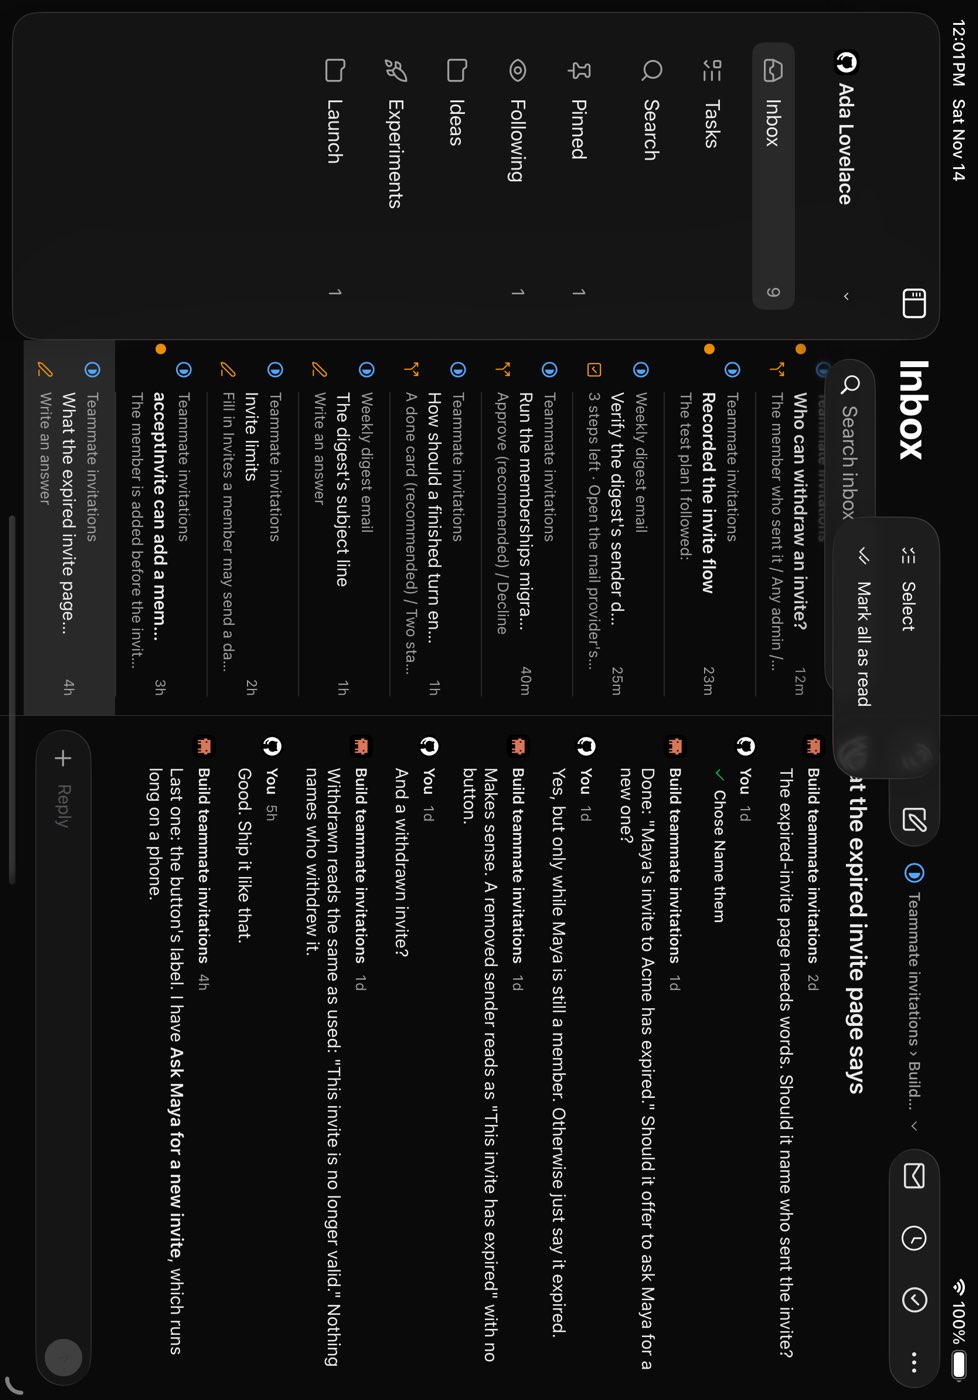 12:01 PM Sat Nov 14
100%
Ada Lovelace
Inbox 9
Tasks
Search
Pinned 1
Following 1
Ideas
Experiments
Launch 1
Inbox
Select
Mark all as read
Search inbox
Teammate invitations
Who can withdraw an invite? 12m
The member who sent it / Any admin /...
Teammate invitations
Recorded the invite flow 23m
The test plan I followed:
Weekly digest email
Verify the digest's sender d... 25m
3 steps left · Open the mail provider's...
Teammate invitations
Run the memberships migra... 40m
Approve (recommended) / Decline
Teammate invitations
How should a finished turn en... 1h
A done card (recommended) / Two sta...
Weekly digest email
The digest's subject line 1h
Write an answer
Teammate invitations
Invite limits 2h
Fill in Invites a member may send a da...
Teammate invitations
acceptInvite can add a mem... 3h
The member is added before the invit...
Teammate invitations
What the expired invite page... 4h
Write an answer
Teammate invitations › Build...
at the expired invite page says
Build teammate invitations 2d
The expired-invite page needs words. Should it name who sent the invite?
You 1d
Chose Name them
Build teammate invitations 1d
Done: "Maya's invite to Acme has expired." Should it offer to ask Maya for a
new one?
You 1d
Yes, but only while Maya is still a member. Otherwise just say it expired.
Build teammate invitations 1d
Makes sense. A removed sender reads as "This invite has expired" with no
button.
You 1d
And a withdrawn invite?
Build teammate invitations 1d
Withdrawn reads the same as used: "This invite is no longer valid." Nothing
names who withdrew it.
You 5h
Good. Ship it like that.
Build teammate invitations 4h
Last one: the button's label. I have Ask Maya for a new invite, which runs
long on a phone.
Reply